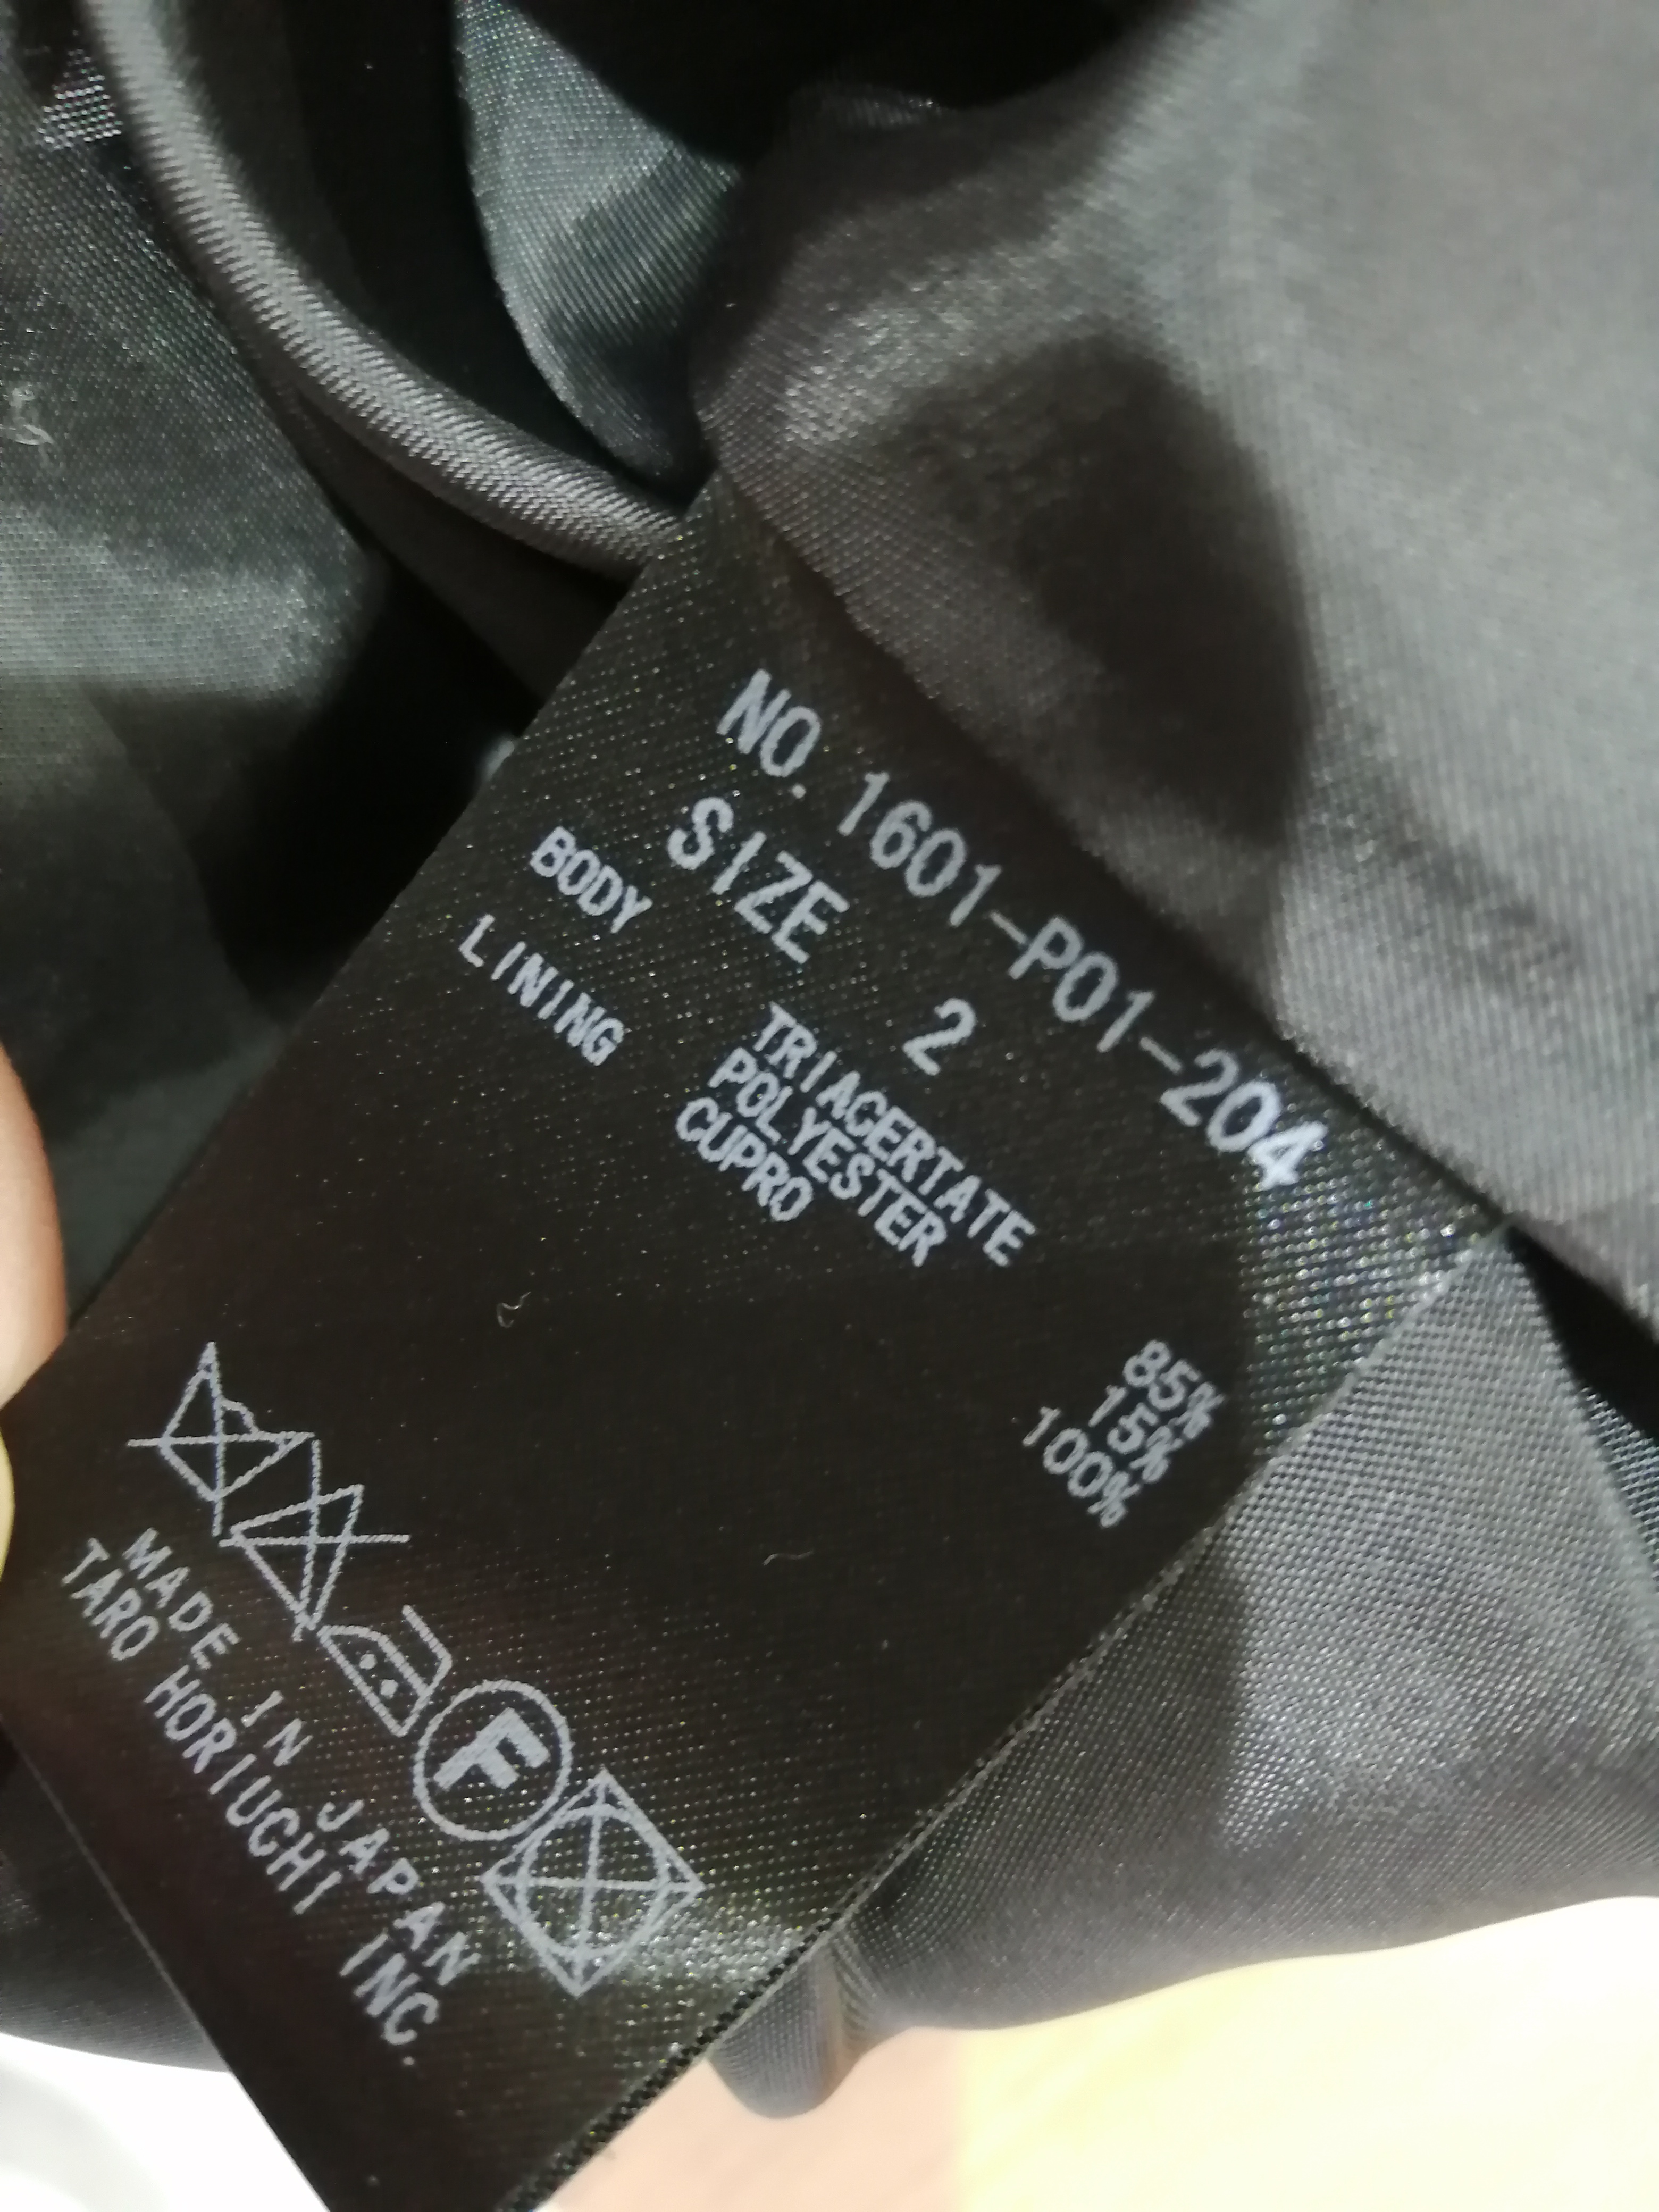 NO. 1601-P01-204
SIZE 2
BODY TRIACERTATE 85%
POLYESTER 15%
LINING CUPRO 100%
F
MADE IN JAPAN
TARO HORIUCHI INC.